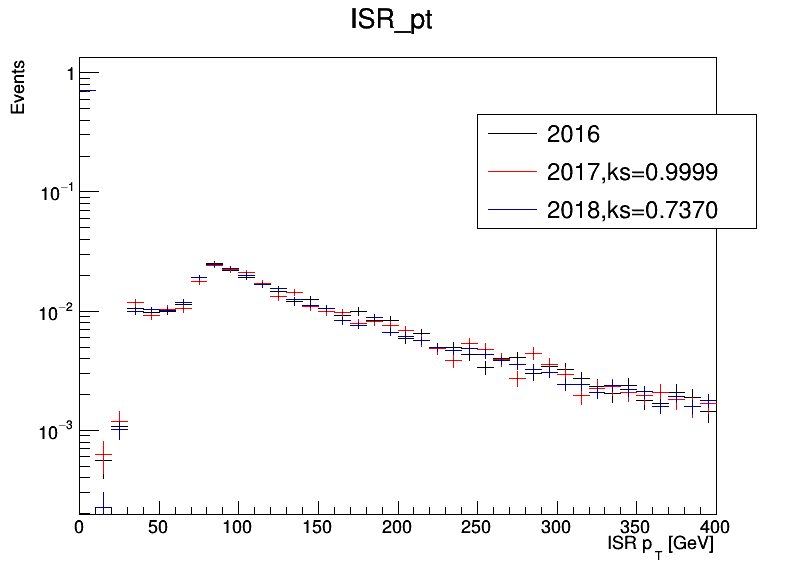 ISR_pt
Events
1
10⁻¹
10⁻²
10⁻³
2016
2017,ks=0.9999
2018,ks=0.7370
0 50 100 150 200 250 300 350 400
ISR p_T [GeV]